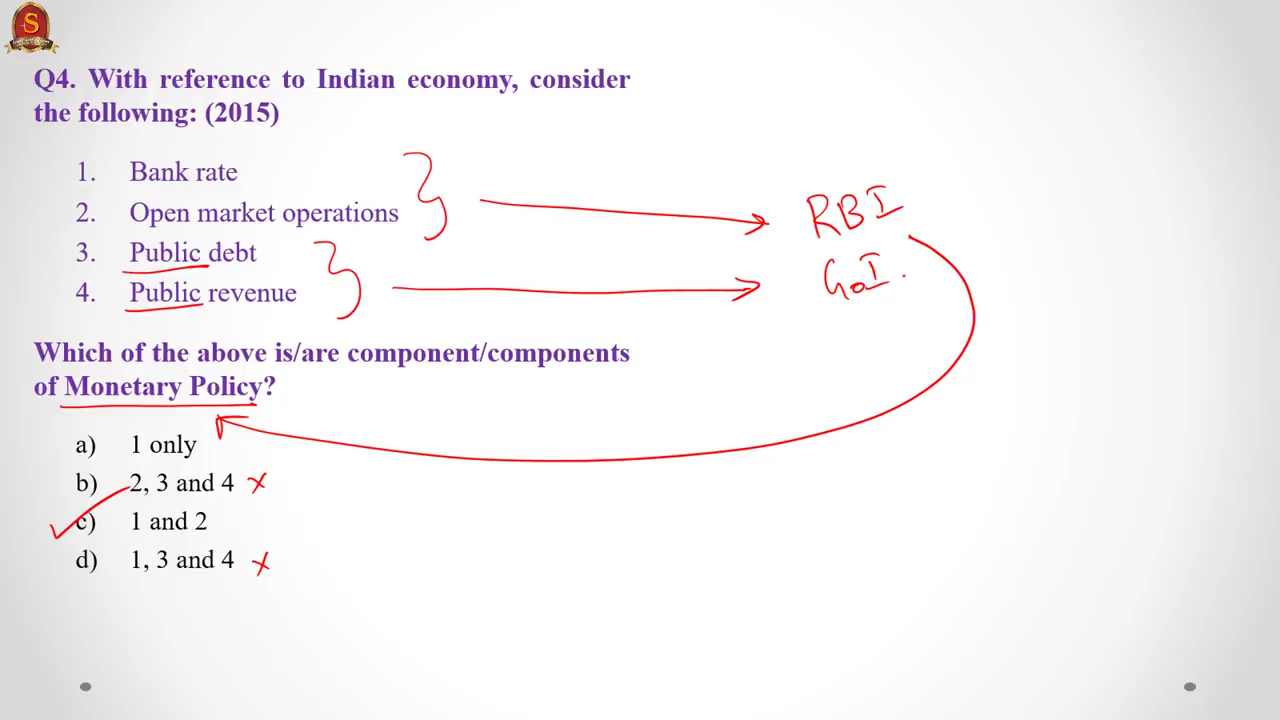 S
Q4. With reference to Indian economy, consider
the following: (2015)
1. Bank rate
2. Open market operations
3. Public debt
4. Public revenue
RBI
GoI.
Which of the above is/are component/components
of Monetary Policy?
a) 1 only
b) 2, 3 and 4 x
c) 1 and 2
d) 1, 3 and 4 x